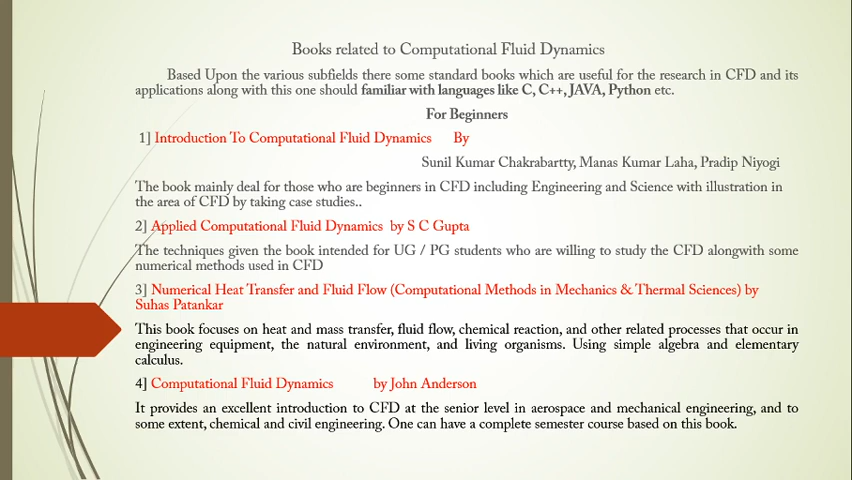 Books related to Computational Fluid Dynamics
Based Upon the various subfields there some standard books which are useful for the research in CFD and its
applications along with this one should familiar with languages like C, C++, JAVA, Python etc.
For Beginners
1] Introduction To Computational Fluid Dynamics By
Sunil Kumar Chakrabartty, Manas Kumar Laha, Pradip Niyogi
The book mainly deal for those who are beginners in CFD including Engineering and Science with illustration in
the area of CFD by taking case studies..
2] Applied Computational Fluid Dynamics by S C Gupta
The techniques given the book intended for UG / PG students who are willing to study the CFD alongwith some
numerical methods used in CFD
3] Numerical Heat Transfer and Fluid Flow (Computational Methods in Mechanics & Thermal Sciences) by
Suhas Patankar
This book focuses on heat and mass transfer, fluid flow, chemical reaction, and other related processes that occur in
engineering equipment, the natural environment, and living organisms. Using simple algebra and elementary
calculus.
4] Computational Fluid Dynamics by John Anderson
It provides an excellent introduction to CFD at the senior level in aerospace and mechanical engineering, and to
some extent, chemical and civil engineering. One can have a complete semester course based on this book.